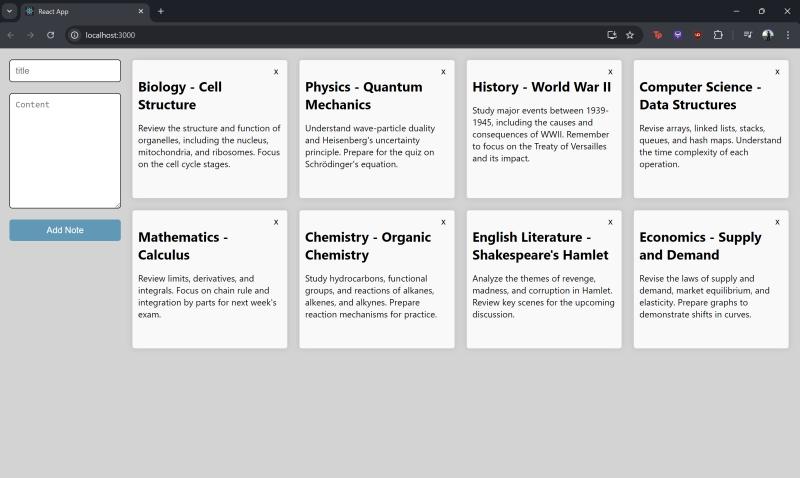 React App
localhost:3000
title
Content
Add Note
x
Biology - Cell
Structure
Review the structure and function of
organelles, including the nucleus,
mitochondria, and ribosomes. Focus
on the cell cycle stages.
x
Physics - Quantum
Mechanics
Understand wave-particle duality
and Heisenberg's uncertainty
principle. Prepare for the quiz on
Schrödinger's equation.
x
History - World War II
Study major events between 1939-
1945, including the causes and
consequences of WWII. Remember
to focus on the Treaty of Versailles
and its impact.
x
Computer Science -
Data Structures
Revise arrays, linked lists, stacks,
queues, and hash maps. Understand
the time complexity of each
operation.
x
Mathematics -
Calculus
Review limits, derivatives, and
integrals. Focus on chain rule and
integration by parts for next week's
exam.
x
Chemistry - Organic
Chemistry
Study hydrocarbons, functional
groups, and reactions of alkanes,
alkenes, and alkynes. Prepare
reaction mechanisms for practice.
x
English Literature -
Shakespeare's Hamlet
Analyze the themes of revenge,
madness, and corruption in Hamlet.
Review key scenes for the upcoming
discussion.
x
Economics - Supply
and Demand
Revise the laws of supply and
demand, market equilibrium, and
elasticity. Prepare graphs to
demonstrate shifts in curves.